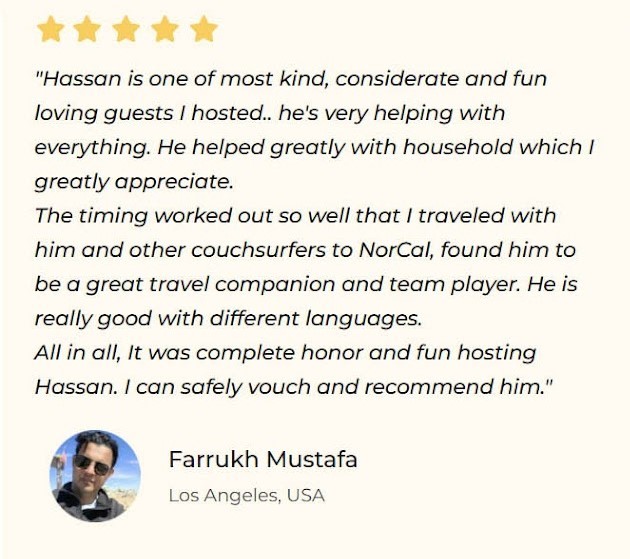 "Hassan is one of most kind, considerate and fun
loving guests I hosted.. he's very helping with
everything. He helped greatly with household which I
greatly appreciate.
The timing worked out so well that I traveled with
him and other couchsurfers to NorCal, found him to
be a great travel companion and team player. He is
really good with different languages.
All in all, It was complete honor and fun hosting
Hassan. I can safely vouch and recommend him."
Farrukh Mustafa
Los Angeles, USA